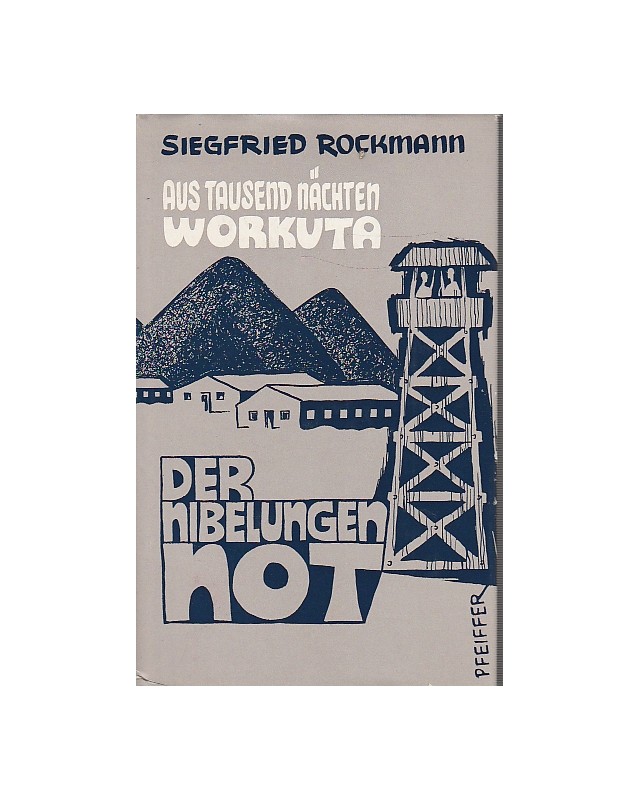 SIEGFRIED ROCKMANN
AUS TAUSEND NÄCHTEN
WORKUTA
DER
NIBELUNGEN
NOT
PFEIFFER